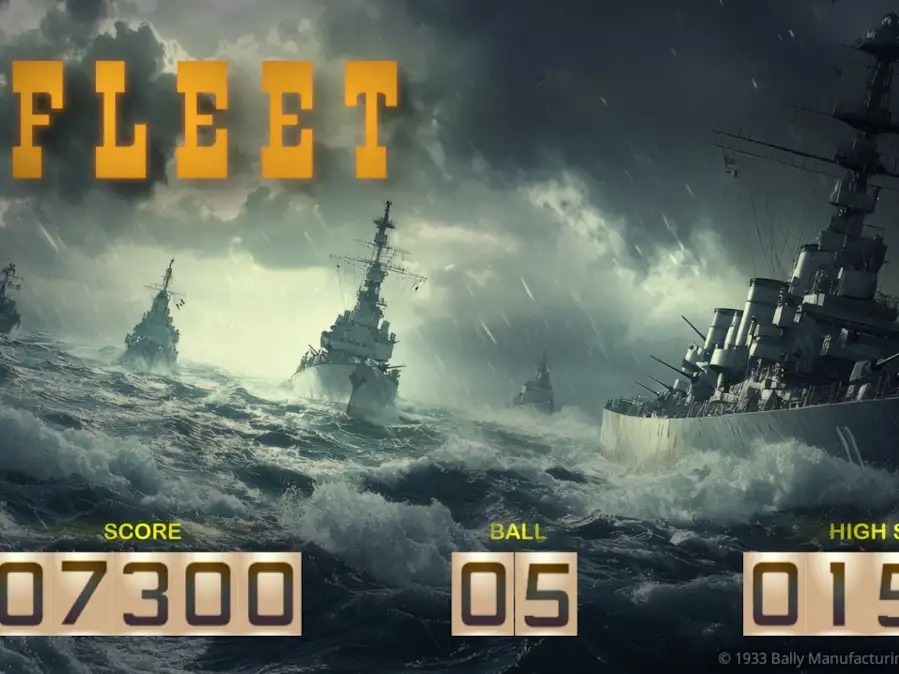 FLEET
SCORE
BALL
HIGH S
07300
05
015
© 1933 Bally Manufacturin